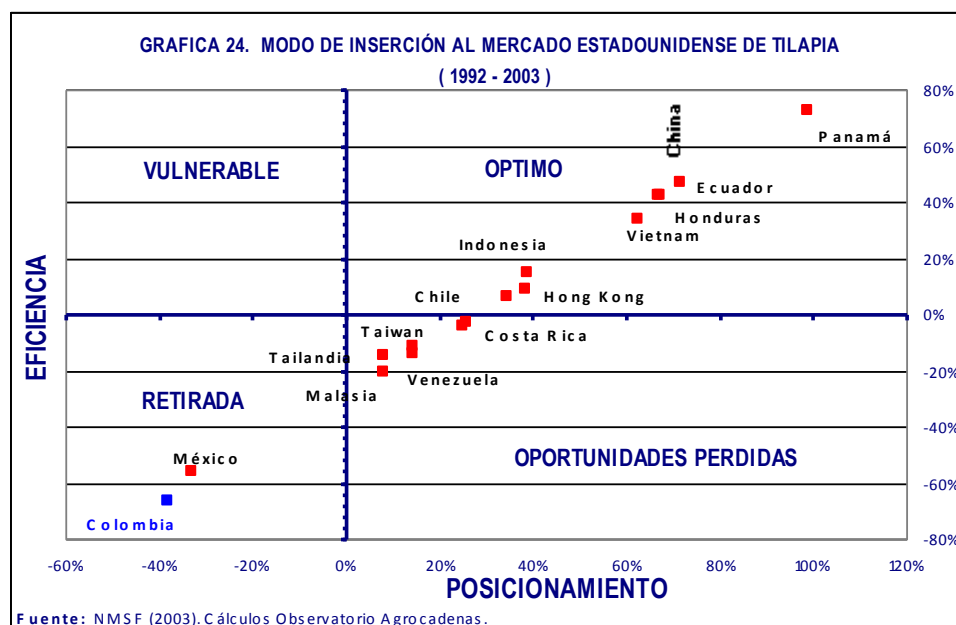 GRAFICA 24. MODO DE INSERCIÓN AL MERCADO ESTADOUNIDENSE DE TILAPIA
( 1992 - 2003 )
80%
China
Panamá
VULNERABLE
OPTIMO
60%
Ecuador
Honduras
40%
Vietnam
Indonesia
20%
Chile
Hong Kong
EFICIENCIA
0%
Taiwan
Costa Rica
Tailandia
Venezuela
-20%
Malasia
RETIRADA
-40%
México
OPORTUNIDADES PERDIDAS
-60%
Colombia
-80%
-60% -40% -20% 0% 20% 40% 60% 80% 100% 120%
POSICIONAMIENTO
Fuente: NMSF (2003). Cálculos Observatorio Agrocadenas.